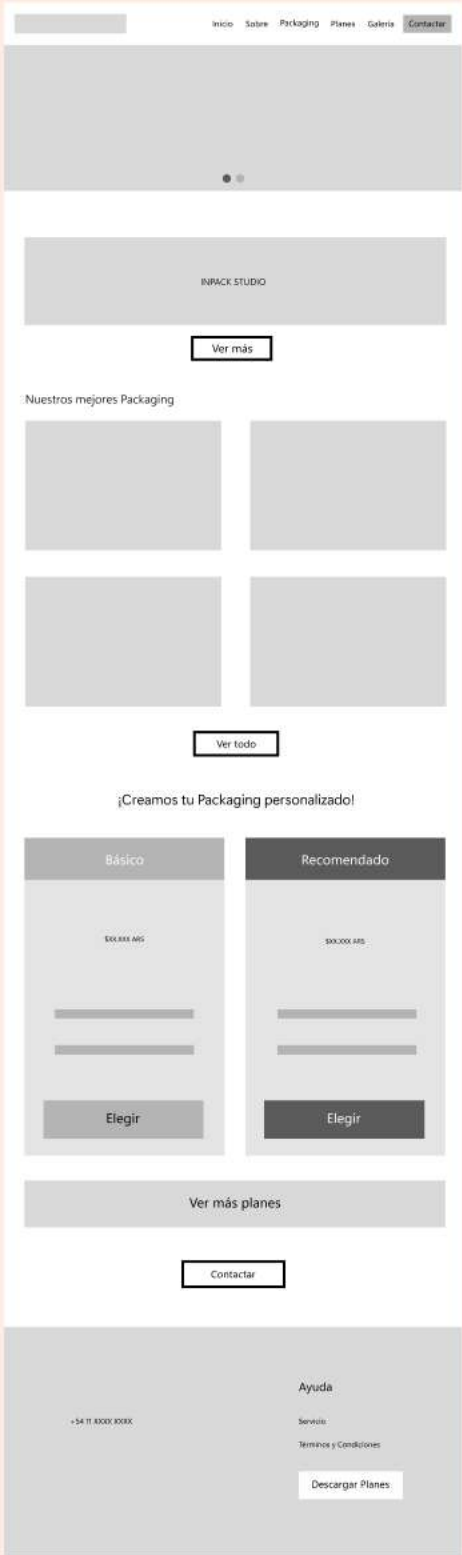 Inicio Sobre Packaging Planes Galería Contactar
INPACK STUDIO
Ver más
Nuestros mejores Packaging
Ver todo
¡Creamos tu Packaging personalizado!
Básico Recomendado
$XX.XXX ARS $XX.XXX ARS
Elegir Elegir
Ver más planes
Contactar
Ayuda
+54 11 XXXX XXXX Servicio
Términos y Condiciones
Descargar Planes